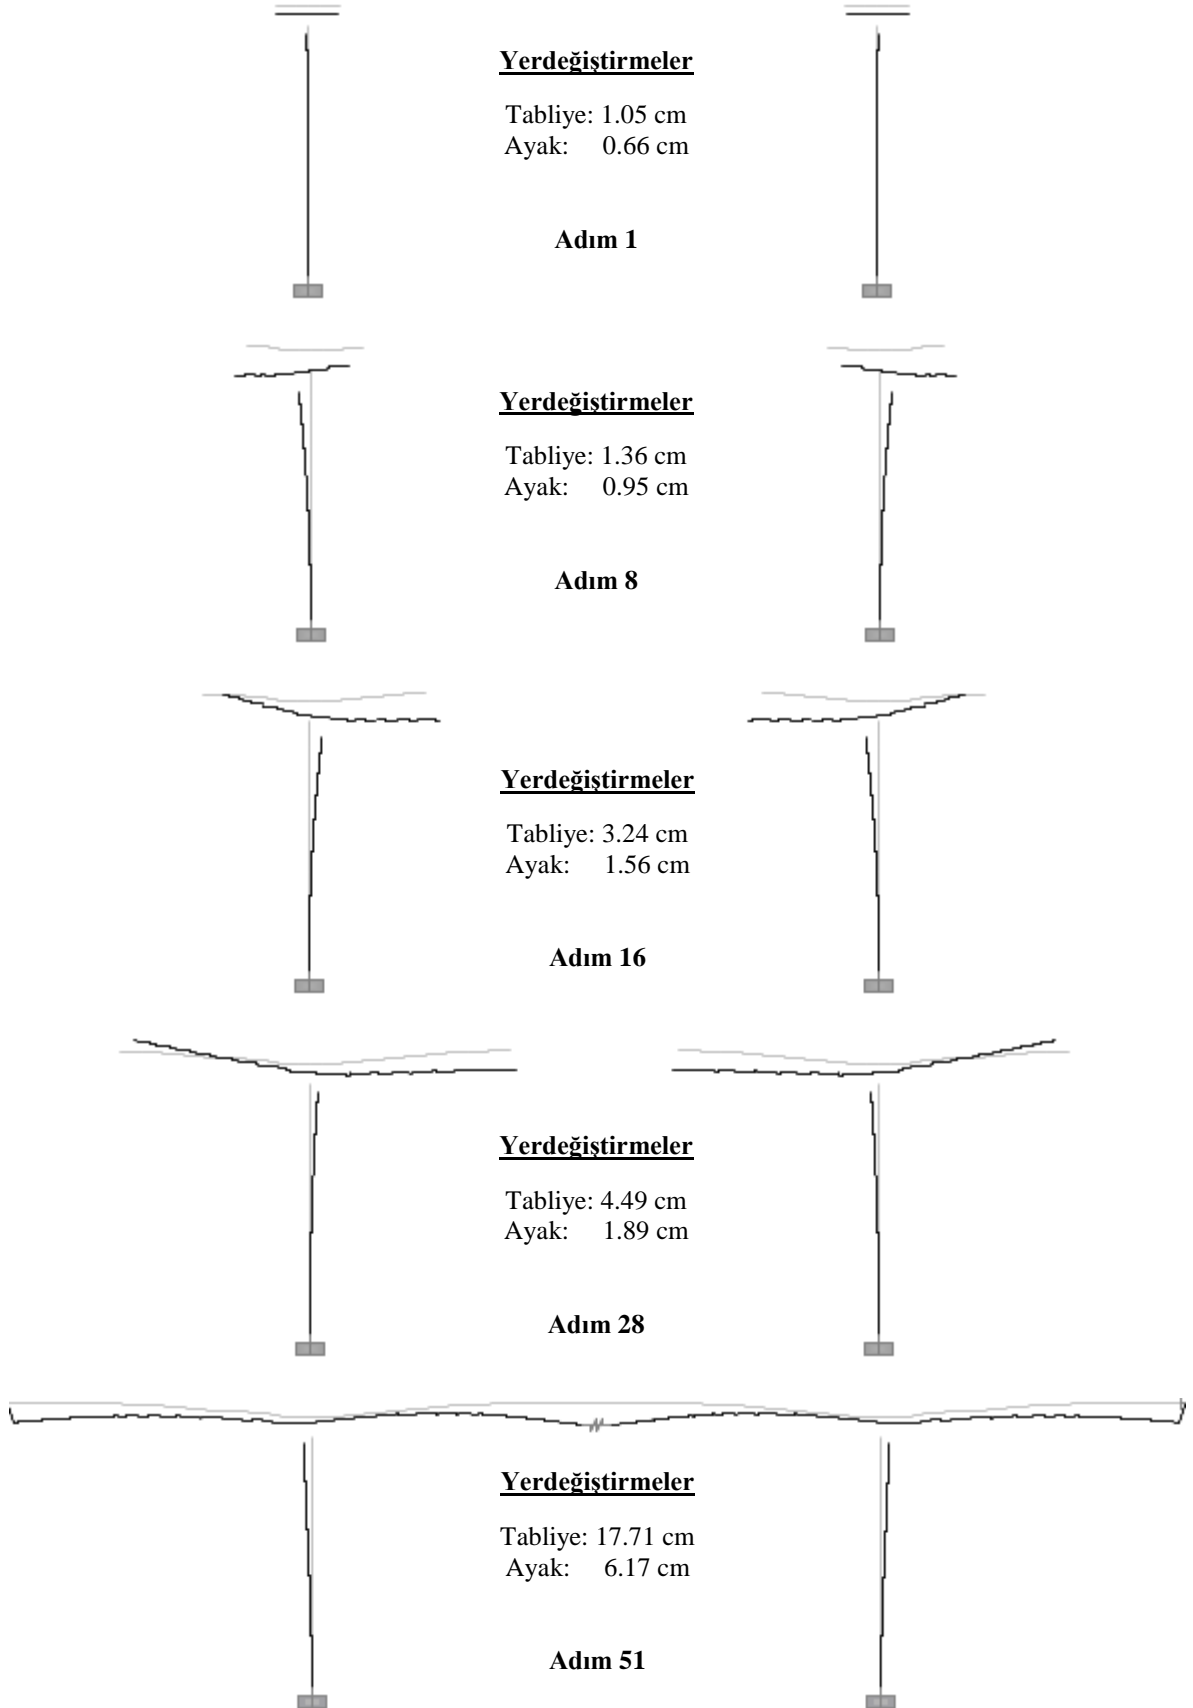 Yerdeğiştirmeler
Tabliye: 1.05 cm
Ayak: 0.66 cm
Adım 1
Yerdeğiştirmeler
Tabliye: 1.36 cm
Ayak: 0.95 cm
Adım 8
Yerdeğiştirmeler
Tabliye: 3.24 cm
Ayak: 1.56 cm
Adım 16
Yerdeğiştirmeler
Tabliye: 4.49 cm
Ayak: 1.89 cm
Adım 28
Yerdeğiştirmeler
Tabliye: 17.71 cm
Ayak: 6.17 cm
Adım 51